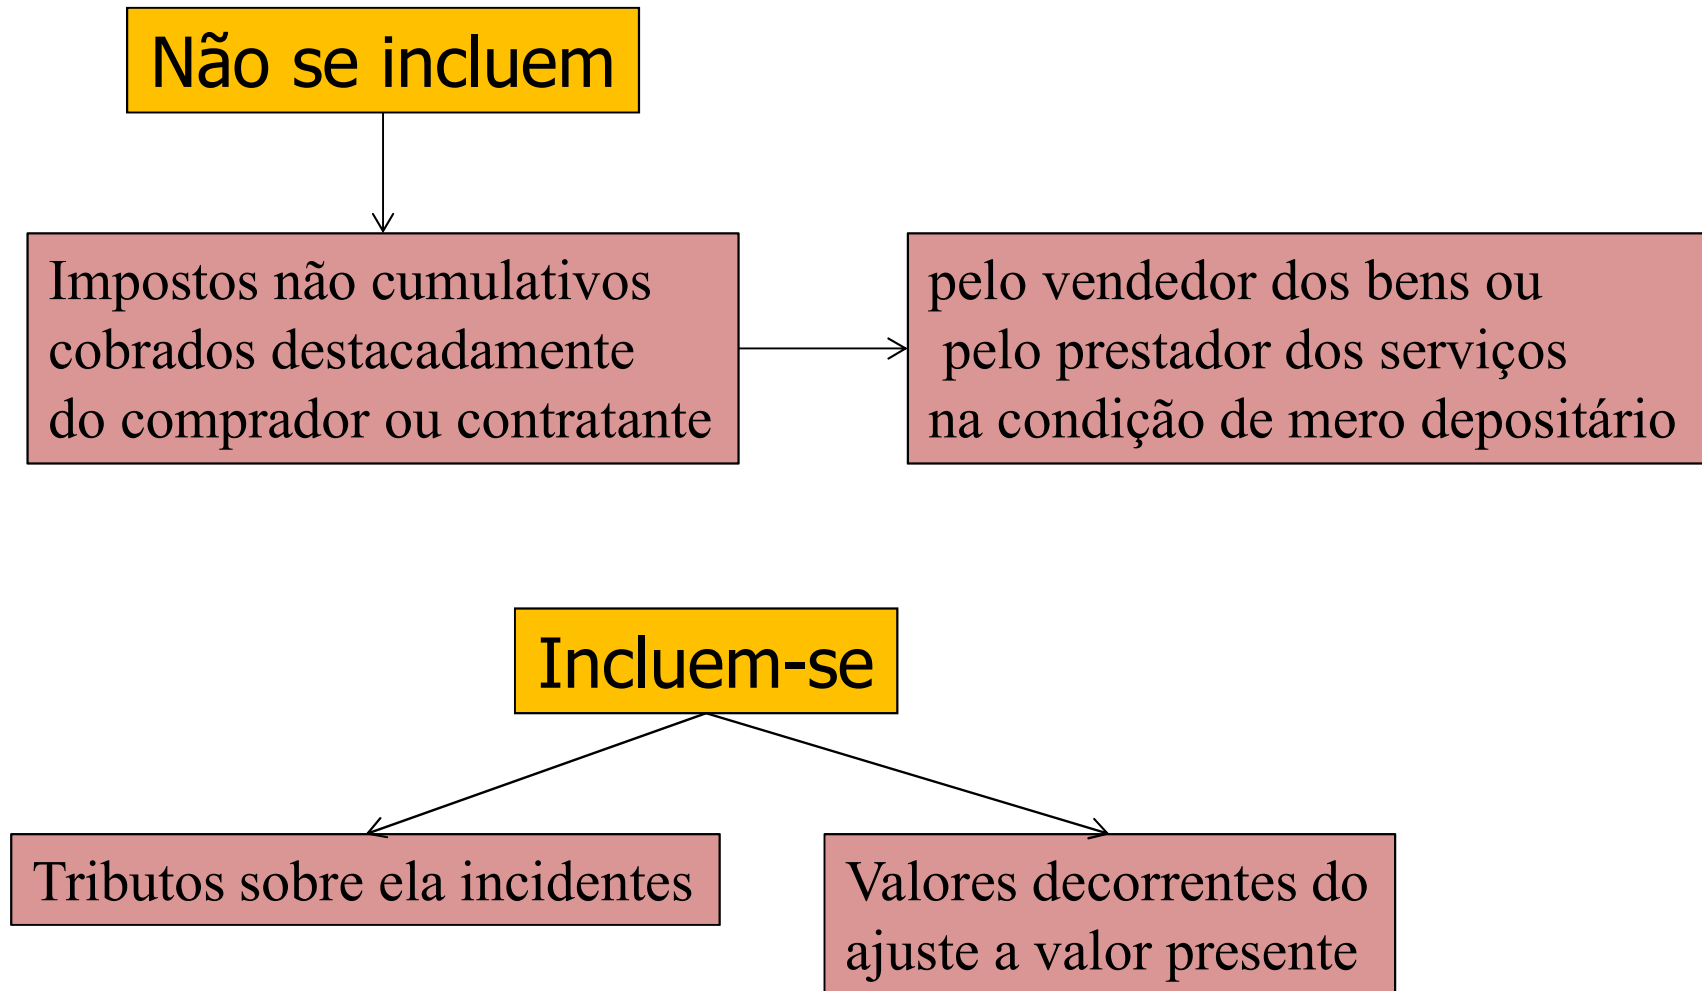 Não se incluem
Impostos não cumulativos
cobrados destacadamente
do comprador ou contratante
pelo vendedor dos bens ou
pelo prestador dos serviços
na condição de mero depositário
Incluem-se
Tributos sobre ela incidentes
Valores decorrentes do
ajuste a valor presente